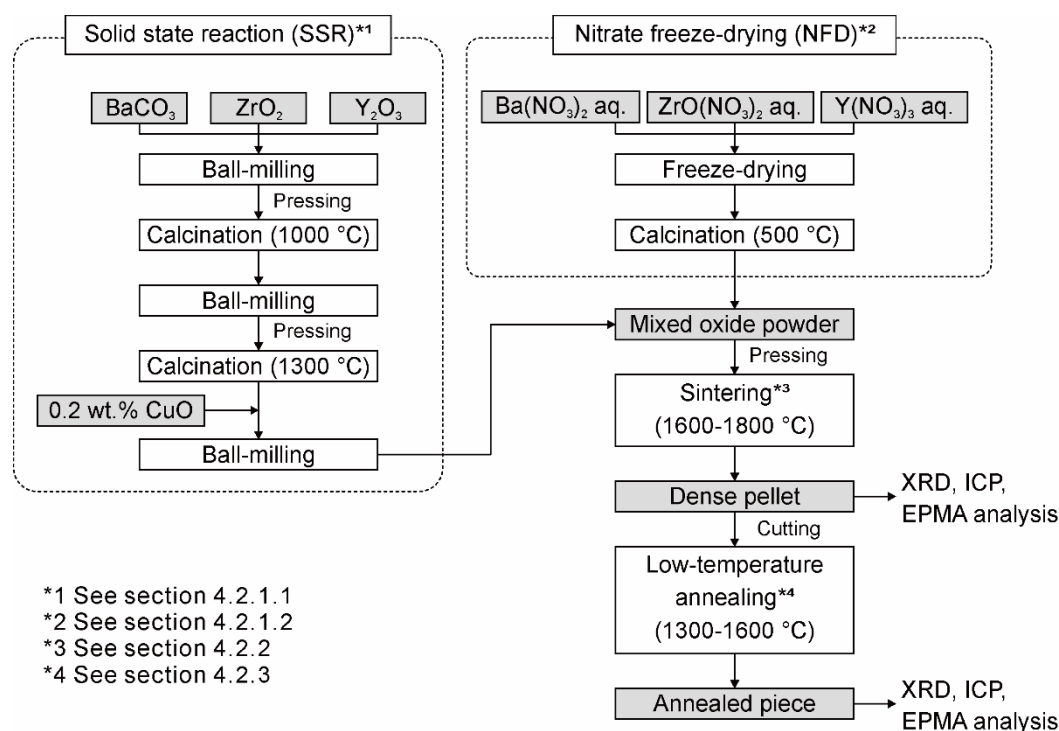 Solid state reaction (SSR)*1
BaCO3
ZrO2
Y2O3
Ball-milling
Pressing
Calcination (1000 °C)
Ball-milling
Pressing
Calcination (1300 °C)
0.2 wt.% CuO
Ball-milling
Nitrate freeze-drying (NFD)*2
Ba(NO3)2 aq.
ZrO(NO3)2 aq.
Y(NO3)3 aq.
Freeze-drying
Calcination (500 °C)
Mixed oxide powder
Pressing
Sintering*3
(1600-1800 °C)
Dense pellet
XRD, ICP,
EPMA analysis
Cutting
Low-temperature
annealing*4
(1300-1600 °C)
Annealed piece
XRD, ICP,
EPMA analysis
*1 See section 4.2.1.1
*2 See section 4.2.1.2
*3 See section 4.2.2
*4 See section 4.2.3